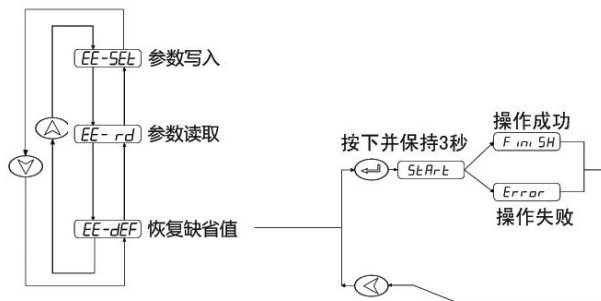 EE-SEt 参数写入
EE-rd 参数读取
EE-dEF 恢复缺省值
按下并保持3秒
StArt
操作成功
FiniSH
Error
操作失败